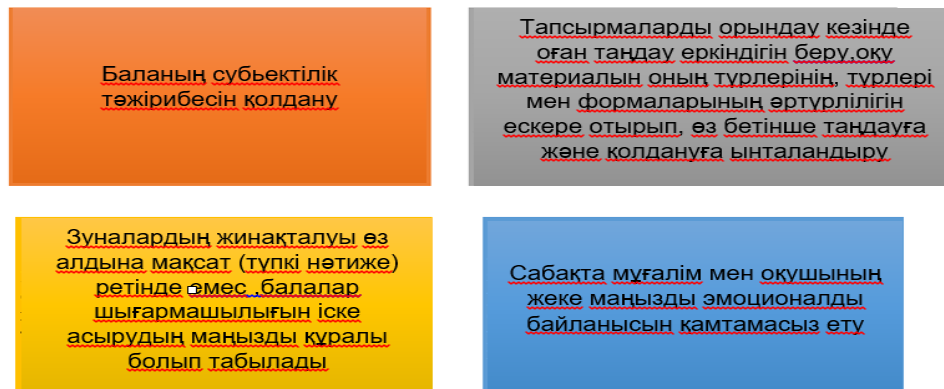 Баланың субьектілік
тәжірибесін қолдану
Тапсырмаларды орындау кезінде
оған таңдау еркіндігін беру,оқу
материалын оның түрлерінің, түрлері
мен формаларының әртүрлілігін
ескере отырып, өз бетінше таңдауға
және қолдануға ынталандыру
Зуналардың жинақталуы өз
алдына мақсат (түпкі нәтиже)
ретінде емес ,балалар
шығармашылығын іске
асырудың маңызды құралы
болып табылады
Сабақта мұғалім мен оқушының
жеке маңызды эмоционалды
байланысын қамтамасыз ету